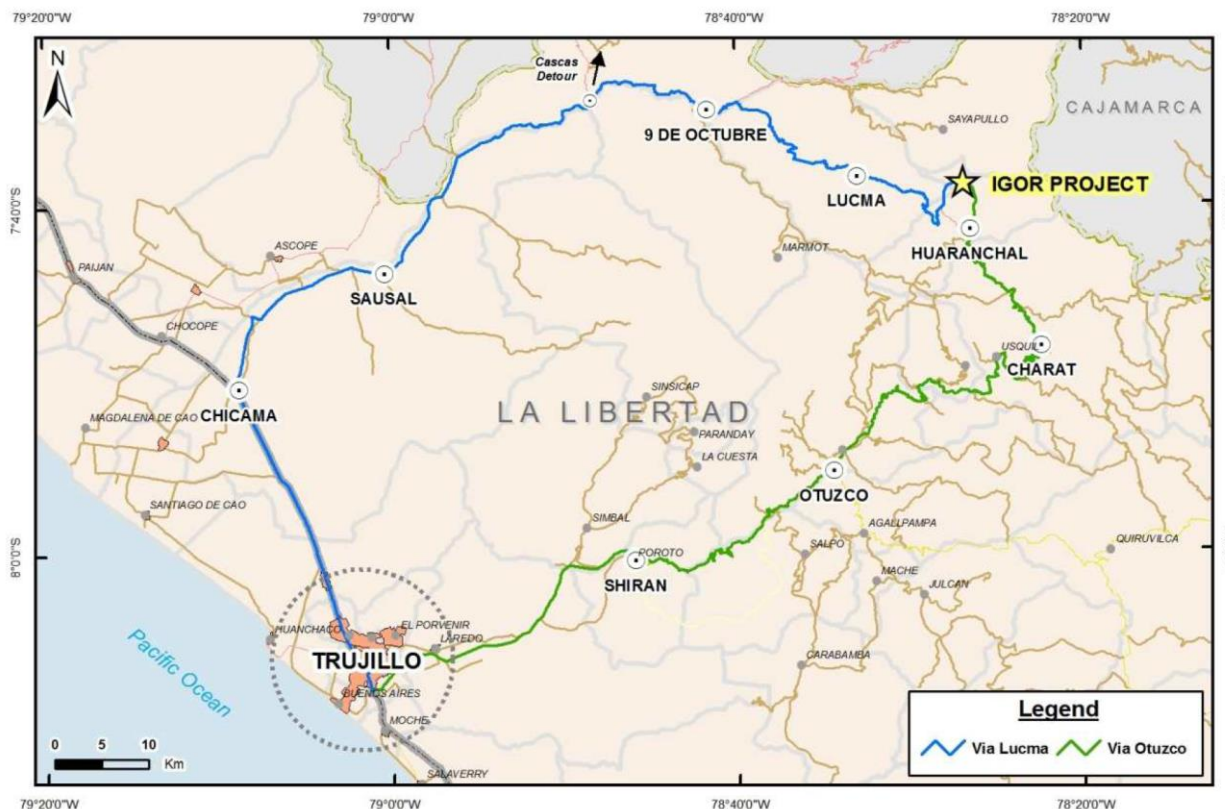 79°20'0"W
79°0'0"W
78°40'0"W
78°20'0"W
N
Cascas
Detour
CAJAMARCA
9 DE OCTUBRE
SAYAPULLO
LUCMA
IGOR PROJECT
7°40'0"S
HUARANCHAL
ASCOPE
MARMOT
PAIJAN
SAUSAL
CHOCOPE
USQUIL
CHARAT
SINSICAP
CHICAMA
LA LIBERTAD
MAGDALENA DE CAO
PARANDAY
LA CUESTA
OTUZCO
SANTIAGO DE CAO
SIMBAL
AGALLPAMPA
8°0'0"S
POROTO
SALPO
QUIRUVILCA
SHIRAN
MACHE
JULCAN
HUANCHACO
EL PORVENIR
LAREDO
Pacific Ocean
TRUJILLO
CARABAMBA
BUENOS AIRES
MOCHE
Legend
Via Lucma
Via Otuzco
0 5 10
Km
SALAVERRY
79°20'0"W
79°0'0"W
78°40'0"W
78°20'0"W